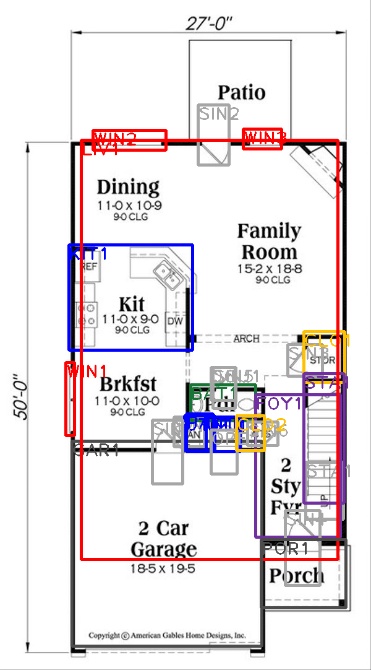 27'-0"
Patio
SIN2
WIN2
WIN3
LIV1
Dining
11-0 x 10-9
9-0 CLG
Family
Room
15-2 x 18-8
9-0 CLG
KIT1
REF
Kit
11-0 x 9-0
9-0 CLG
DW
ARCH
STOR
50'-0"
WIN1
Brkfst
11-0 x 10-0
9-0 CLG
FOY1
GAR1
2
Sty
Fyr
UP
STA1
2 Car
Garage
18-5 x 19-5
POR1
Porch
Copyright © American Gables Home Designs, Inc.